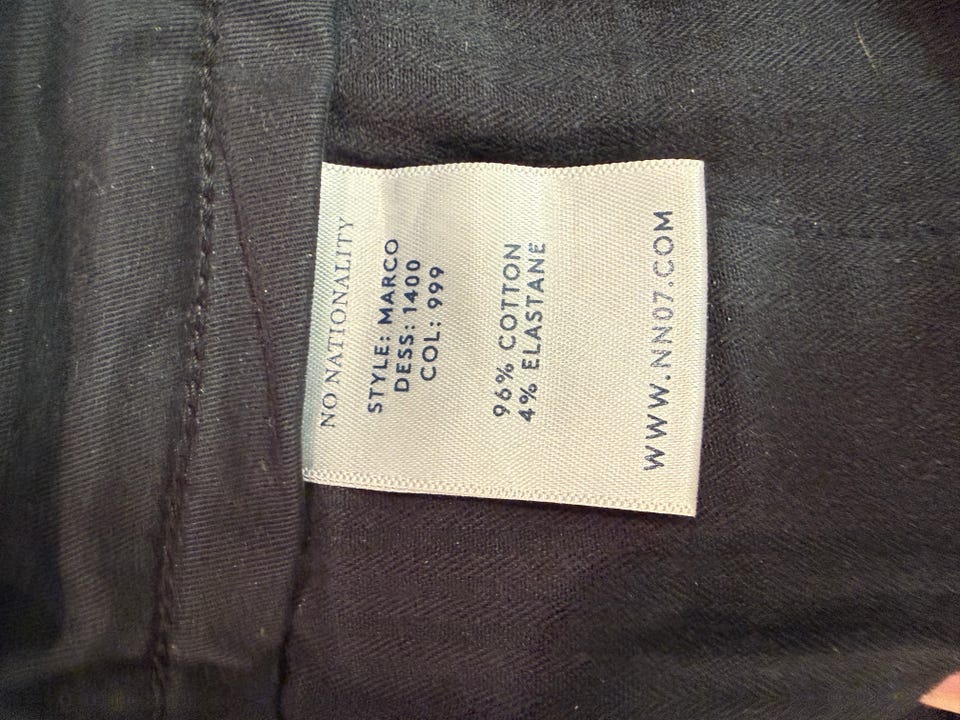 NO NATIONALITY
STYLE: MARCO
DESS: 1400
COL: 999
96% COTTON
4% ELASTANE
WWW.NN07.COM